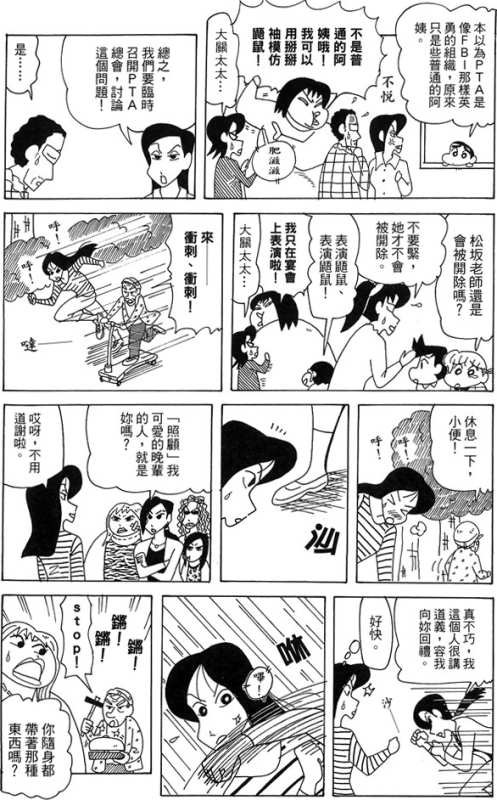 本以為PTA是
像FBI那樣英
勇的組織，原來
只是些普通的阿
姨。
不悅
不是普
通的阿
姨哦！
我可以
用掰掰
袖模仿
鼯鼠！
肥滋滋
大關太太…
總之，
我們要臨時
召開PTA
總會，討論
這個問題！
是……
松坂老師還是
會被開除嗎？
不要緊，
她才不會
被開除。
表演鼯鼠、
表演鼯鼠！
我只在宴會
上表演啦！
大關太太…
來
衝刺、衝刺！
呼！
噠—
休息一下，
小便！
呼！
呼！
汕
「照顧」我
可愛的晚輩
的人，就是
妳嗎？
哎呀，不用
道謝啦。
真不巧，我
這個人很講
道義，容我
向妳回禮。
沙—
好快。
咻
嗶！
鏘！
鏘！
鏘！
stop！
你隨身都
帶著那種
東西嗎？